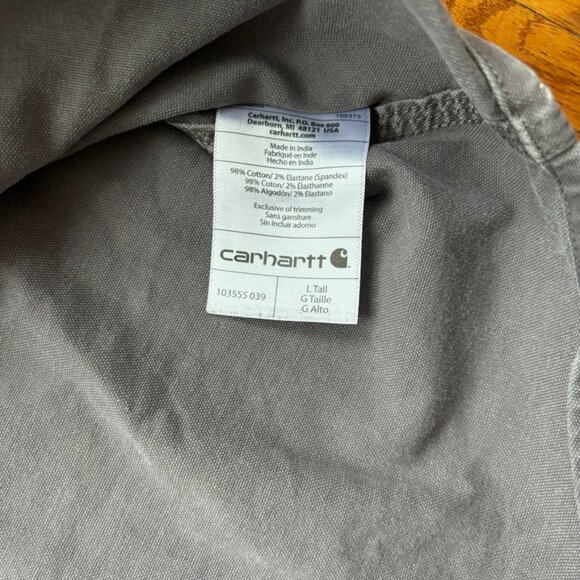 Carhartt, Inc. P.O. Box 600
Dearborn, MI 48121 USA
carhartt.com
100375
Made in India
Fabriqué en Inde
Hecho en India
98% Cotton/ 2% Elastane (Spandex)
98% Coton/ 2% Elasthanne
98% Algodón/ 2% Elastano
Exclusive of trimming
Sans garniture
Sin incluir adorno
carhartt
103555 039
L Tall
G Taille
G Alto